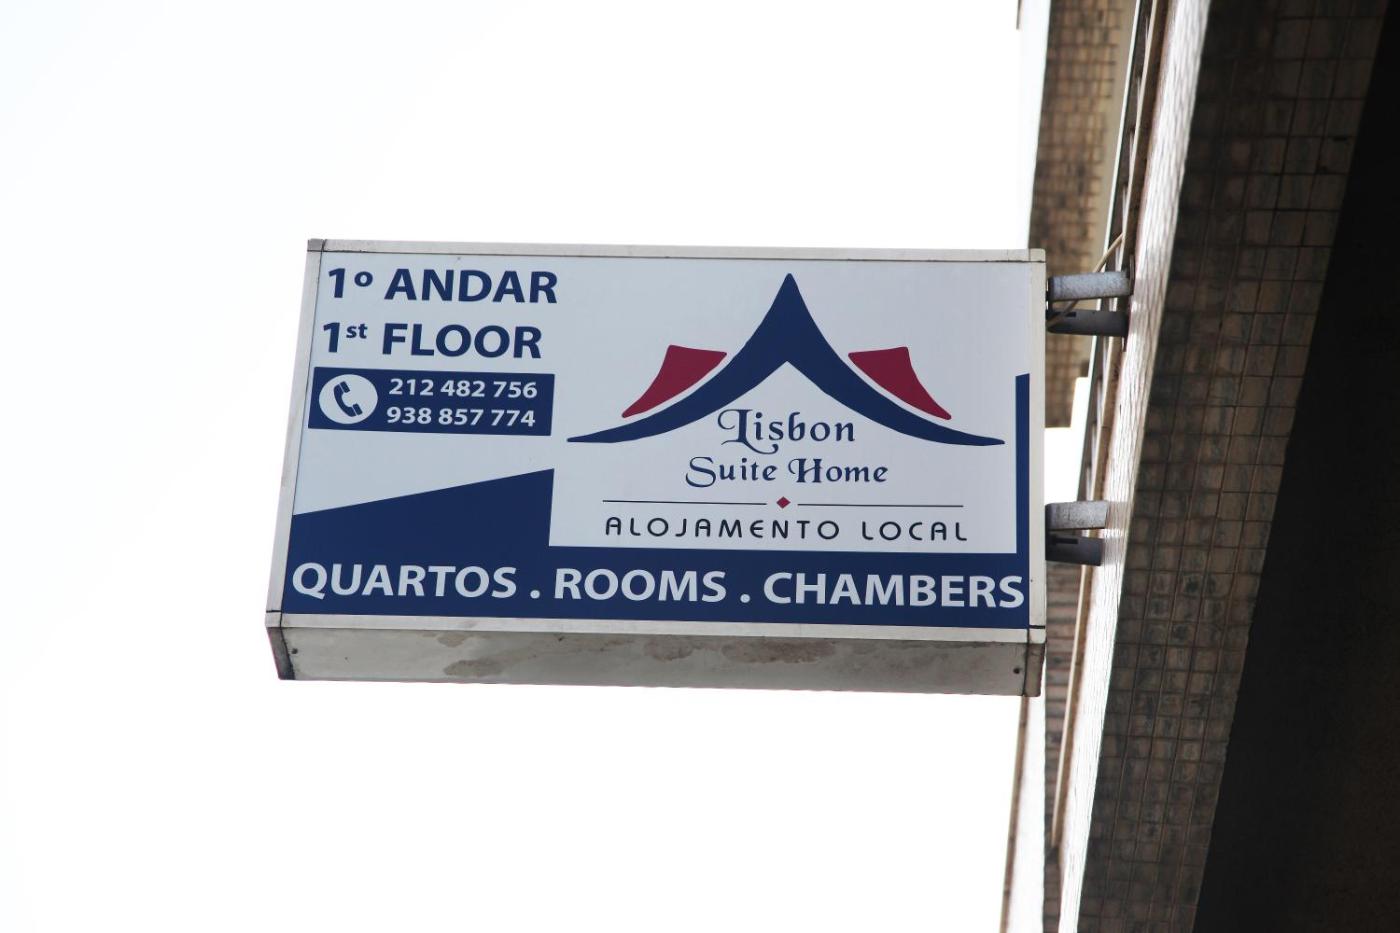 1º ANDAR
1st FLOOR
212 482 756
938 857 774
Lisbon
Suite Home
ALOJAMENTO LOCAL
QUARTOS . ROOMS . CHAMBERS